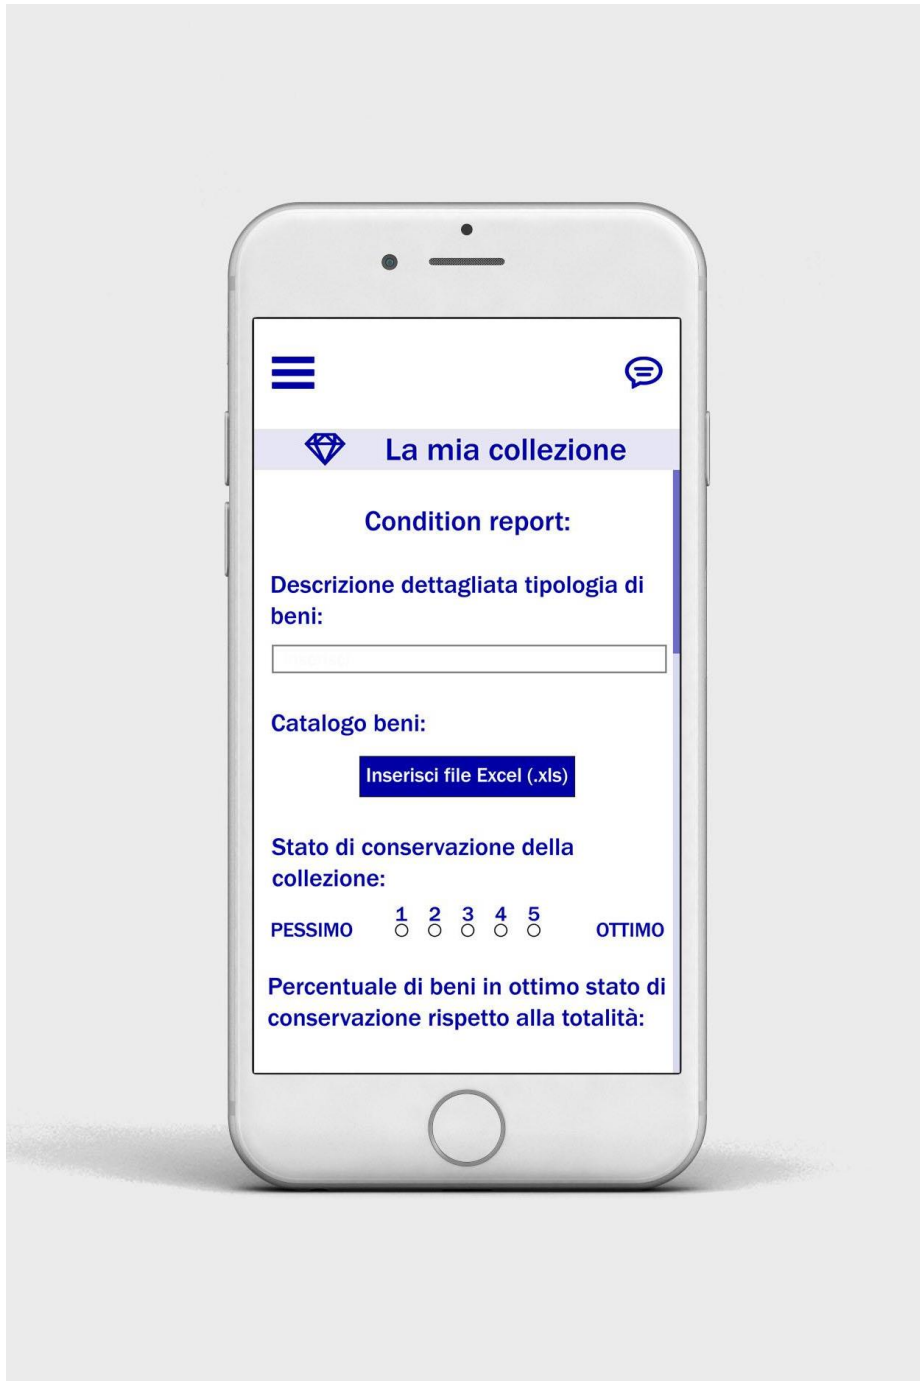 La mia collezione
Condition report:
Descrizione dettagliata tipologia di
beni:
Catalogo beni:
Inserisci file Excel (.xls)
Stato di conservazione della
collezione:
1 2 3 4 5
PESSIMO OTTIMO
Percentuale di beni in ottimo stato di
conservazione rispetto alla totalità: